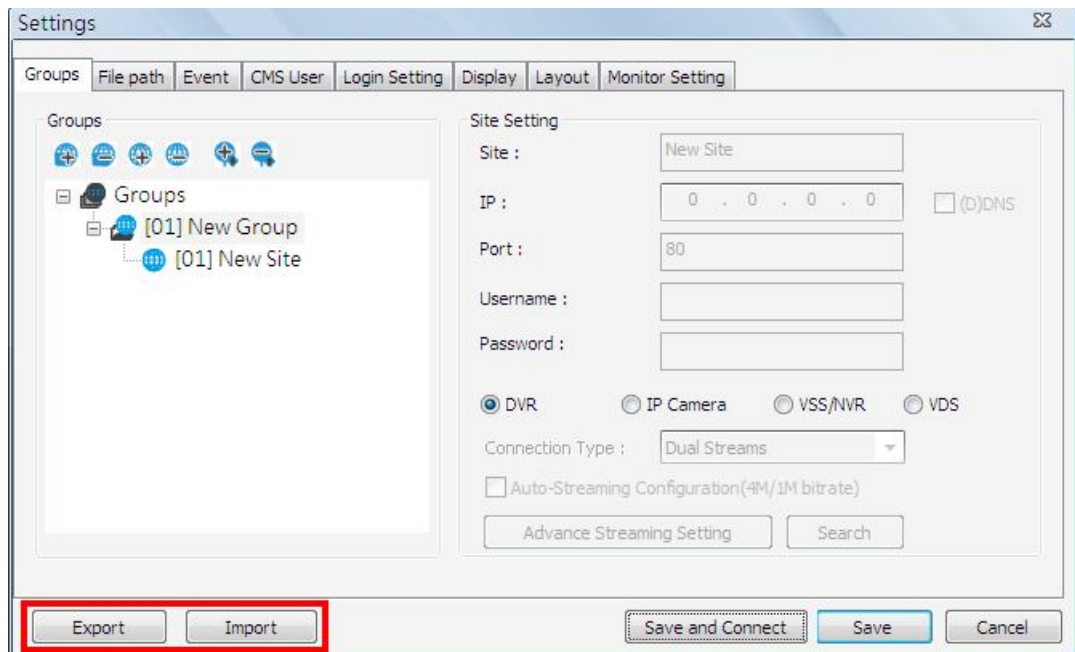 Settings
Groups File path Event CMS User Login Setting Display Layout Monitor Setting
Groups
Groups
[01] New Group
[01] New Site
Site Setting
Site : New Site
IP : 0 . 0 . 0 . 0 (D)DNS
Port : 80
Username :
Password :
DVR IP Camera VSS/NVR VDS
Connection Type : Dual Streams
Auto-Streaming Configuration(4M/1M bitrate)
Advance Streaming Setting Search
Export Import Save and Connect Save Cancel